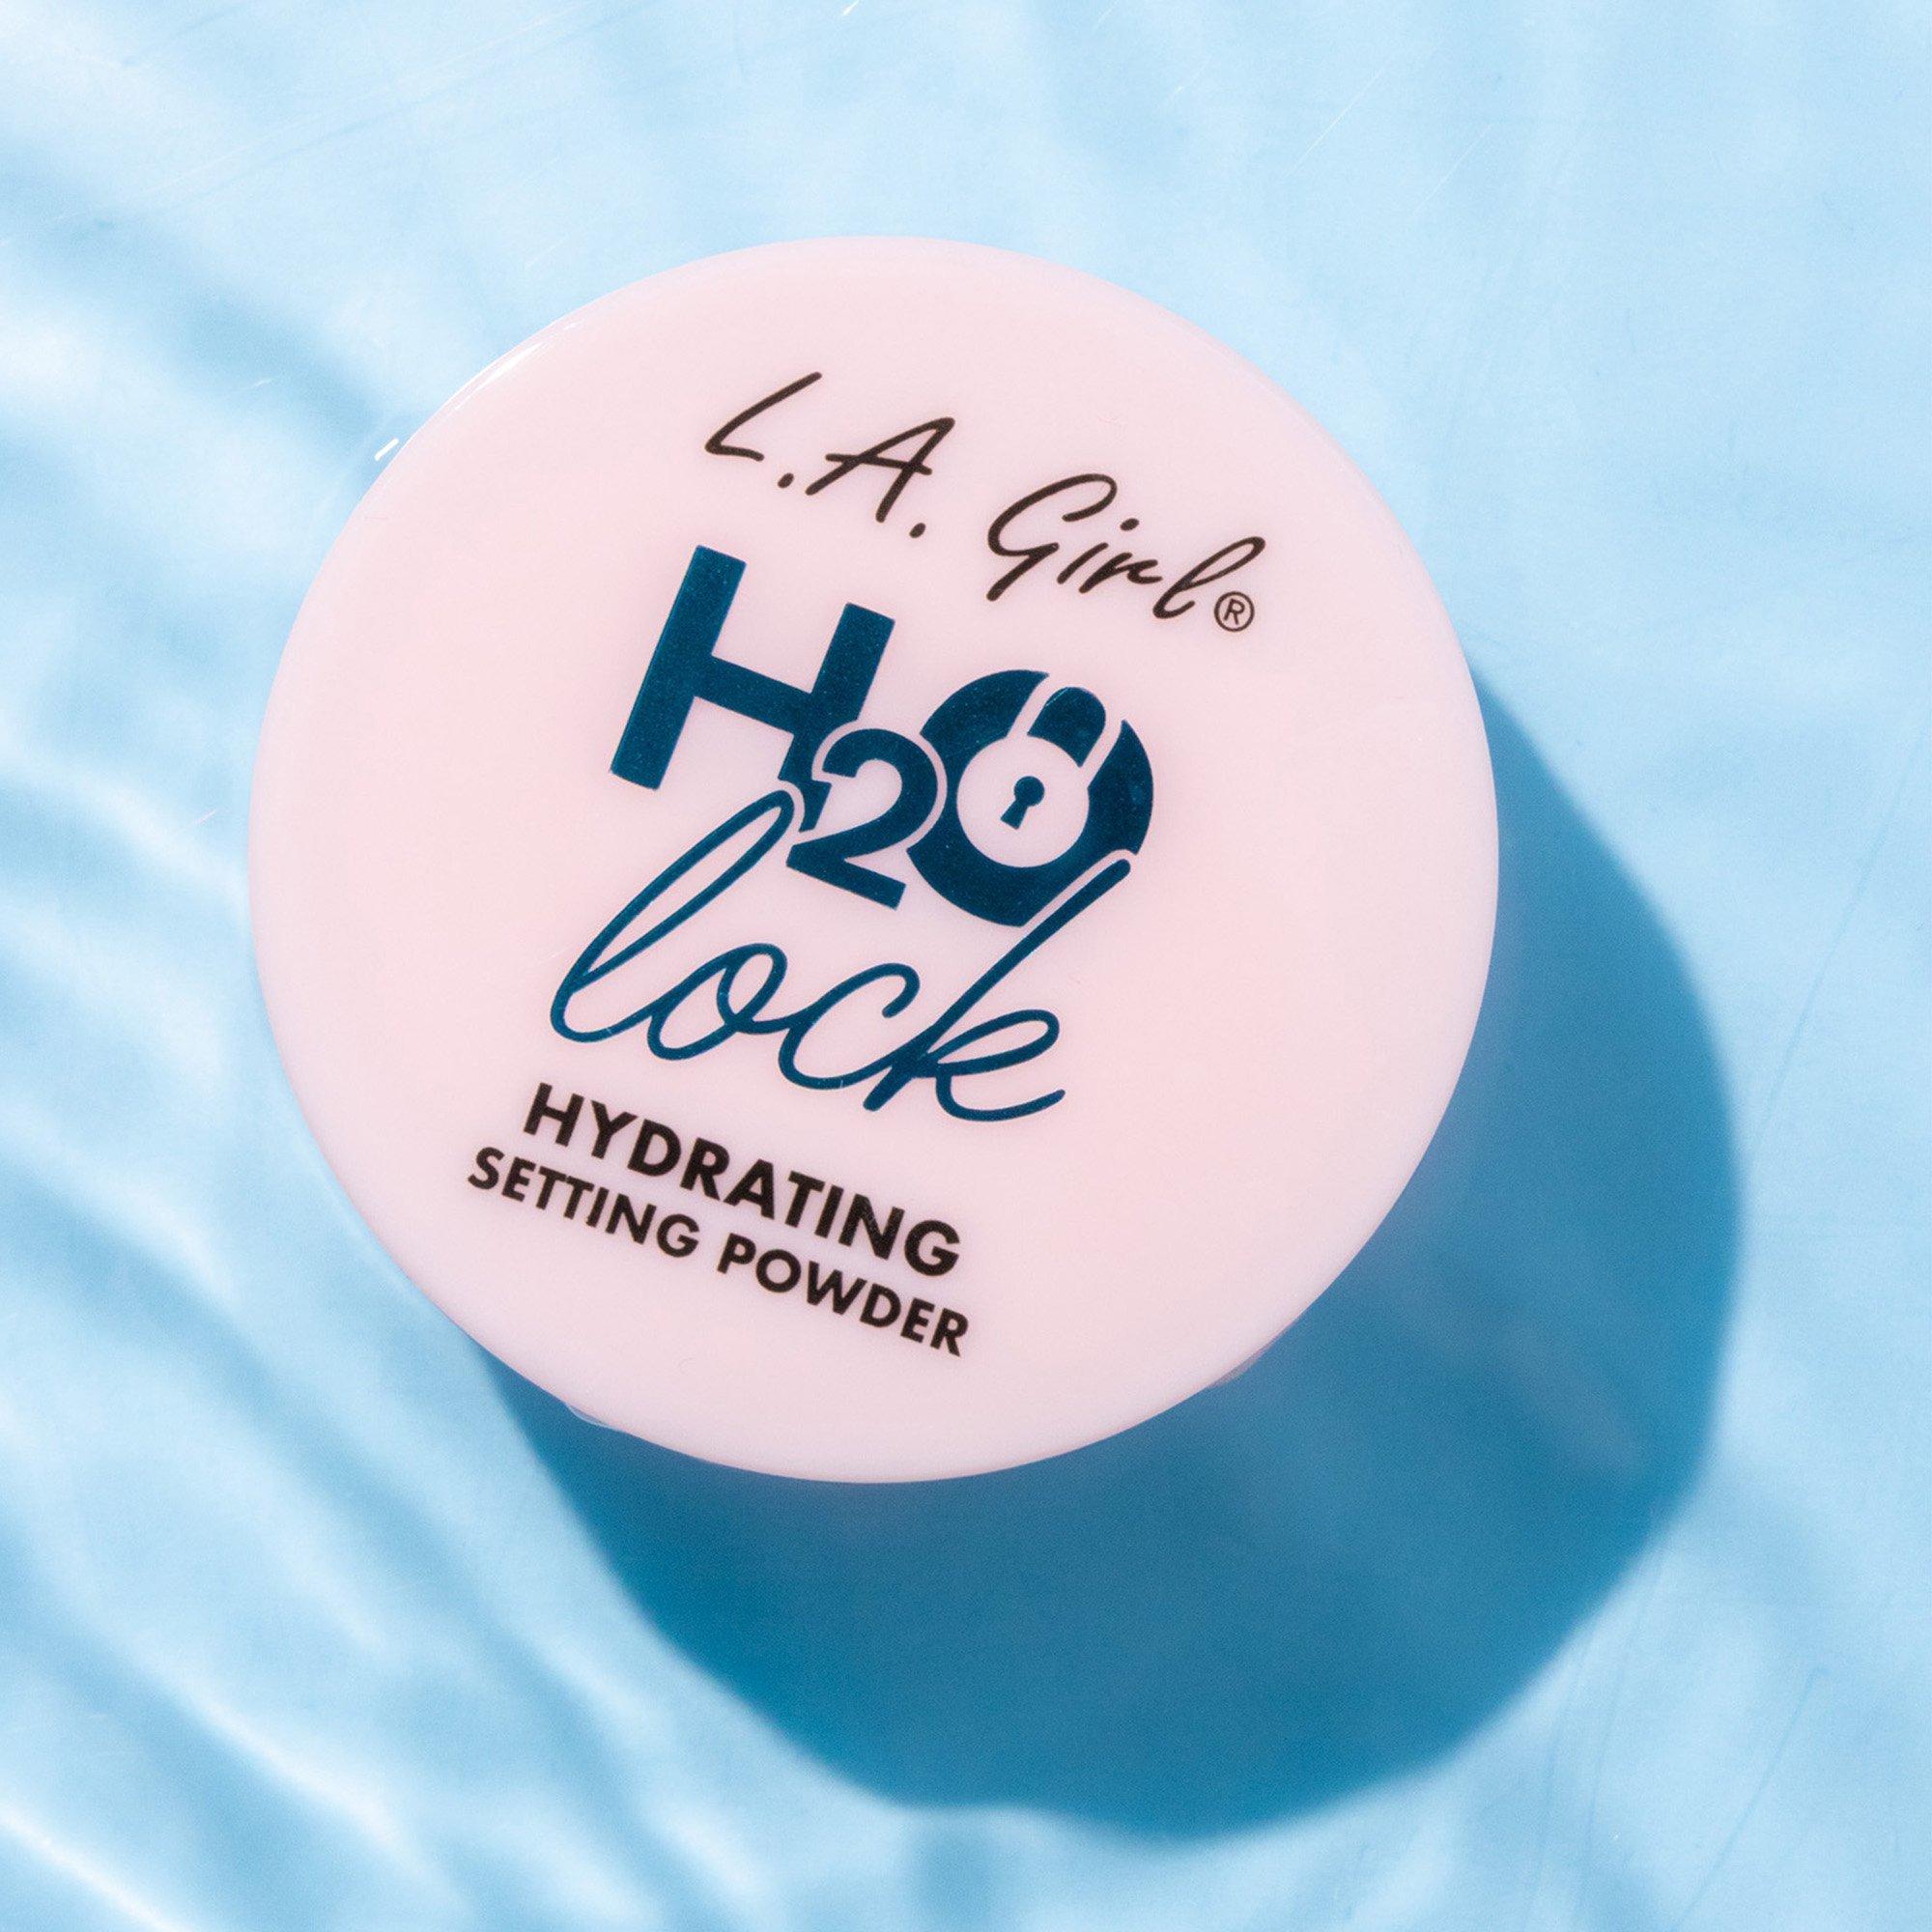 L.A. Girl®
H2O
lock
HYDRATING
SETTING POWDER